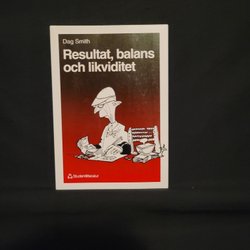 Dag Smith
Resultat, balans
och likviditet
Studentlitteratur